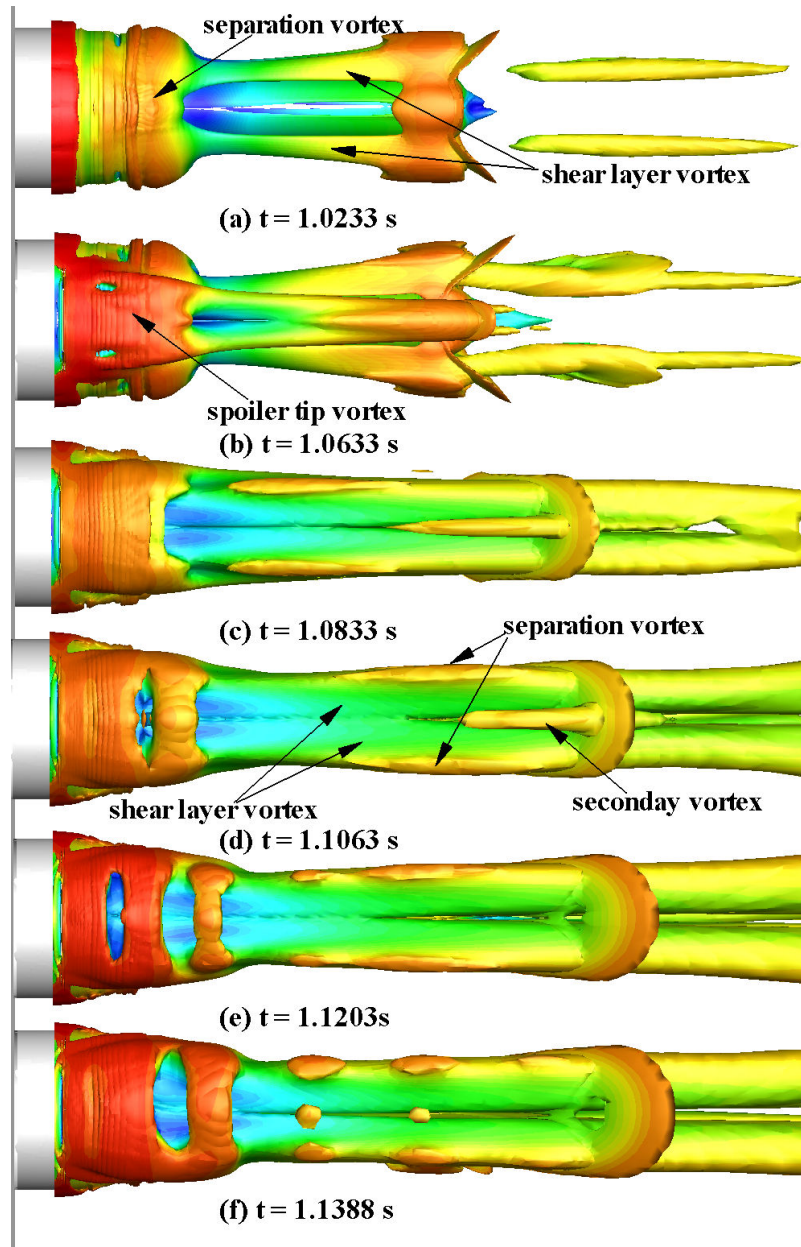 separation vortex
shear layer vortex
(a) t = 1.0233 s
spoiler tip vortex
(b) t = 1.0633 s
(c) t = 1.0833 s
separation vortex
shear layer vortex
seconday vortex
(d) t = 1.1063 s
(e) t = 1.1203s
(f) t = 1.1388 s